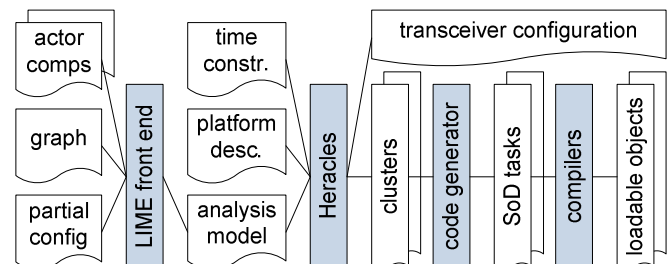 actor
comps
graph
partial
config
LIME front end
time
constr.
platform
desc.
analysis
model
Heracles
transceiver configuration
clusters
code generator
SoD tasks
compilers
loadable objects